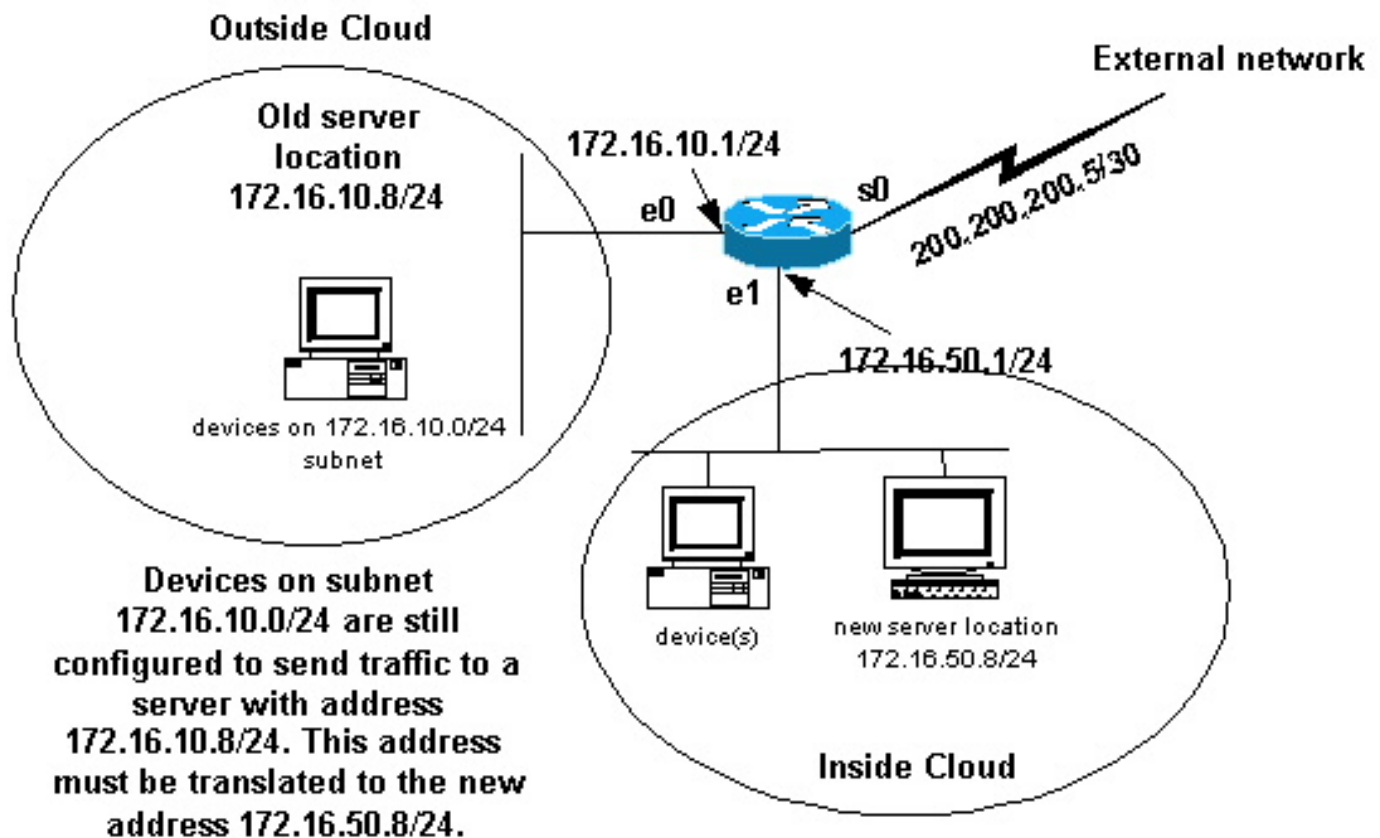 Outside Cloud
External network
Old server
location
172.16.10.8/24
172.16.10.1/24
e0
s0
200.200.200.5/30
e1
172.16.50.1/24
devices on 172.16.10.0/24
subnet
device(s)
new server location
172.16.50.8/24
Inside Cloud
Devices on subnet
172.16.10.0/24 are still
configured to send traffic to a
server with address
172.16.10.8/24. This address
must be translated to the new
address 172.16.50.8/24.